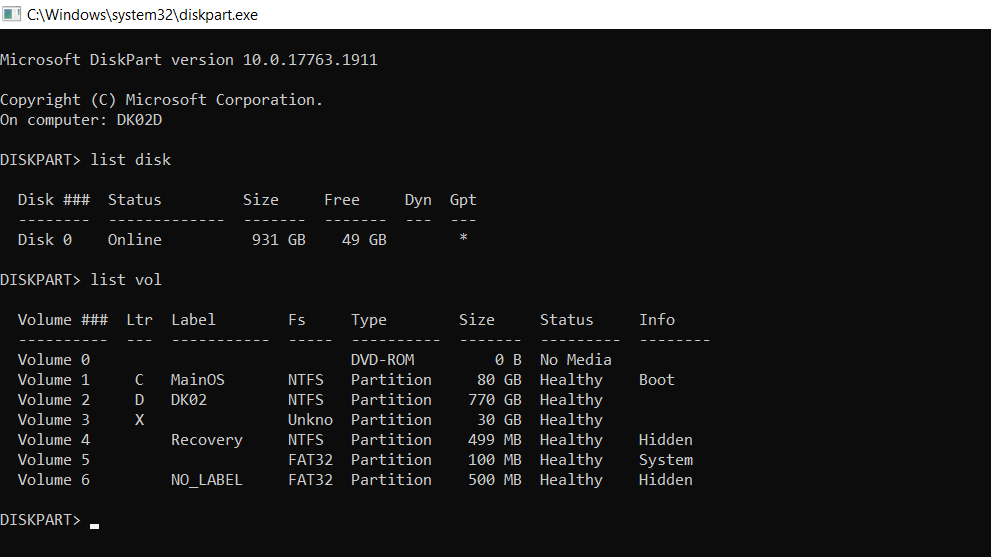 C:\Windows\system32\diskpart.exe
Microsoft DiskPart version 10.0.17763.1911
Copyright (C) Microsoft Corporation.
On computer: DK02D
DISKPART> list disk
  Disk ###  Status         Size     Free     Dyn  Gpt
  --------  -------------  -------  -------  ---  ---
  Disk 0    Online          931 GB    49 GB        *
DISKPART> list vol
  Volume ###  Ltr  Label        Fs     Type        Size     Status     Info
  ----------  ---  -----------  -----  ----------  -------  ---------  --------
  Volume 0                             DVD-ROM         0 B  No Media
  Volume 1     C   MainOS       NTFS   Partition     80 GB  Healthy    Boot
  Volume 2     D   DK02         NTFS   Partition    770 GB  Healthy
  Volume 3     X                Unkno  Partition     30 GB  Healthy
  Volume 4         Recovery     NTFS   Partition    499 MB  Healthy    Hidden
  Volume 5                      FAT32  Partition    100 MB  Healthy    System
  Volume 6         NO_LABEL     FAT32  Partition    500 MB  Healthy    Hidden
DISKPART>